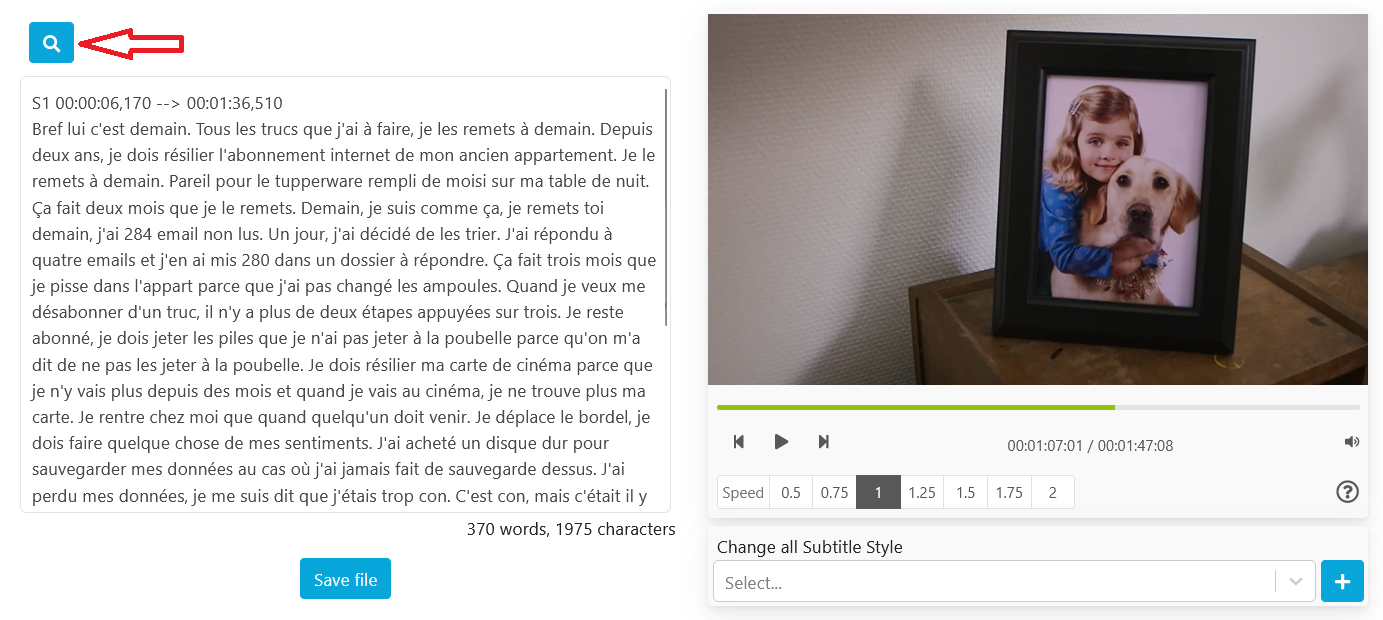 S1 00:00:06,170 --> 00:01:36,510
Bref lui c'est demain. Tous les trucs que j'ai à faire, je les remets à demain. Depuis
deux ans, je dois résilier l'abonnement internet de mon ancien appartement. Je le
remets à demain. Pareil pour le tupperware rempli de moisi sur ma table de nuit.
Ça fait deux mois que je le remets. Demain, je suis comme ça, je remets toi
demain, j'ai 284 email non lus. Un jour, j'ai décidé de les trier. J'ai répondu à
quatre emails et j'en ai mis 280 dans un dossier à répondre. Ça fait trois mois que
je pisse dans l'appart parce que j'ai pas changé les ampoules. Quand je veux me
désabonner d'un truc, il n'y a plus de deux étapes appuyées sur trois. Je reste
abonné, je dois jeter les piles que je n'ai pas jeter à la poubelle parce qu'on m'a
dit de ne pas les jeter à la poubelle. Je dois résilier ma carte de cinéma parce que
je n'y vais plus depuis des mois et quand je vais au cinéma, je ne trouve plus ma
carte. Je rentre chez moi que quand quelqu'un doit venir. Je déplace le bordel, je
dois faire quelque chose de mes sentiments. J'ai acheté un disque dur pour
sauvegarder mes données au cas où j'ai jamais fait de sauvegarde dessus. J'ai
perdu mes données, je me suis dit que j'étais trop con. C'est con, mais c'était il y
370 words, 1975 characters
Save file
00:01:07:01 / 00:01:47:08
Speed 0.5 0.75 1 1.25 1.5 1.75 2
Change all Subtitle Style
Select...